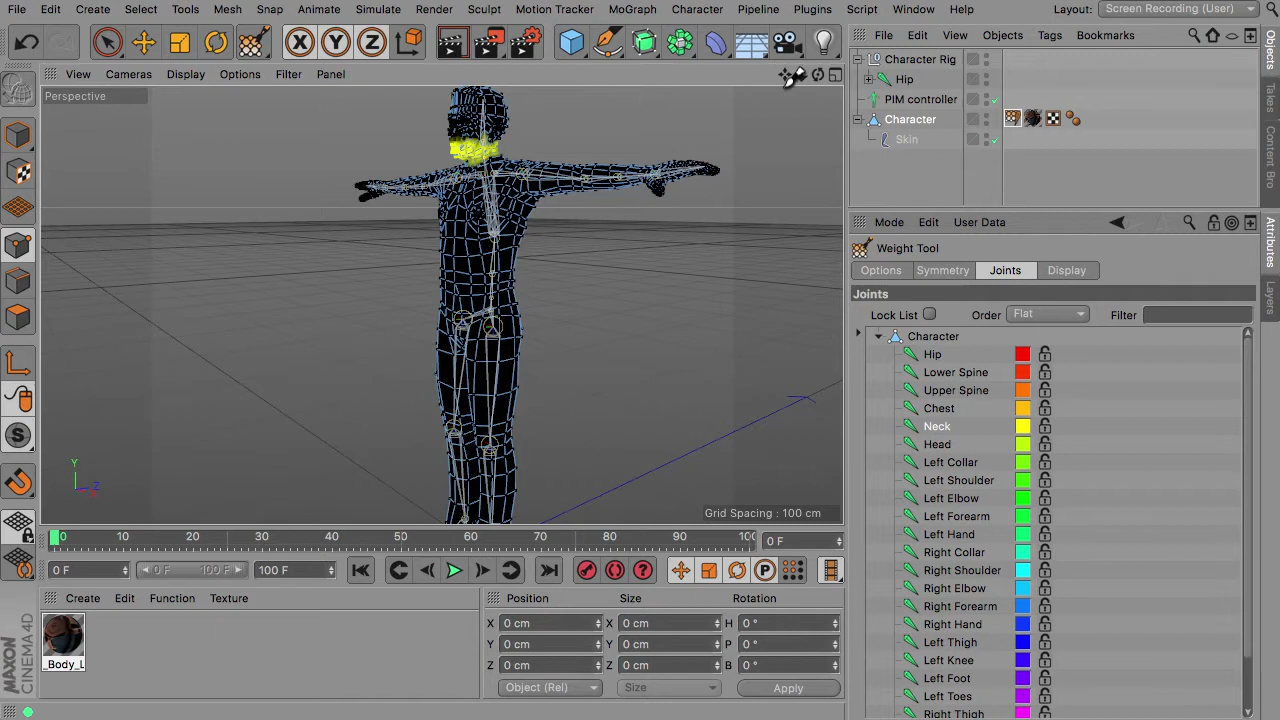 File Edit Create Select Tools Mesh Snap Animate Simulate Render Sculpt Motion Tracker MoGraph Character Pipeline Plugins Script Window Help Layout: Screen Recording (User)
X Y Z
File Edit View Objects Tags Bookmarks
View Cameras Display Options Filter Panel
Perspective
Character Rig
Hip
PIM controller
Character
Skin
Objects
Takes
Content Bro
Mode Edit User Data
Weight Tool
Options Symmetry Joints Display
Joints
Lock List Order Flat Filter
Character
Hip
Lower Spine
Upper Spine
Chest
Neck
Head
Left Collar
Left Shoulder
Left Elbow
Left Forearm
Left Hand
Right Collar
Right Shoulder
Right Elbow
Right Forearm
Right Hand
Left Thigh
Left Knee
Left Foot
Left Toes
Right Thigh
Attributes
Layers
S
Y
Z
Grid Spacing : 100 cm
0 10 20 30 40 50 60 70 80 90 100 0 F
0 F 0 F 100 F 100 F
P
Create Edit Function Texture
_Body_L
Position Size Rotation
X 0 cm X 0 cm H 0 °
Y 0 cm Y 0 cm P 0 °
Z 0 cm Z 0 cm B 0 °
Object (Rel) Size Apply
MAXON
CINEMA 4D